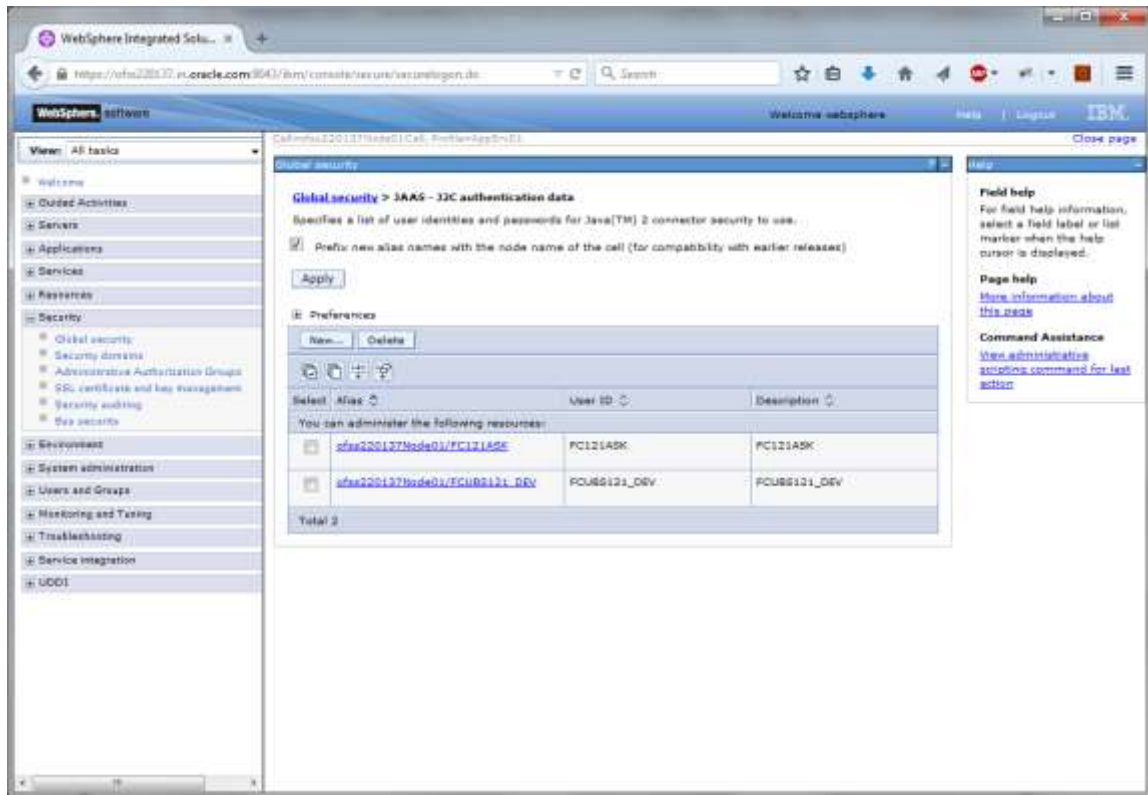 WebSphere Integrated Solu...
.oracle.com
Search
WebSphere. software
Welcome websphere
Help | Logout
IBM.
Close page
View: All tasks
Welcome
Guided Activities
Servers
Applications
Services
Resources
Security
Global security
Security domains
Administrative Authorization Groups
SSL certificate and key management
Security auditing
Bus security
Environment
System administration
Users and Groups
Monitoring and Tuning
Troubleshooting
Service integration
UDDI
Global security
Global security > JAAS - J2C authentication data
Specifies a list of user identities and passwords for Java(TM) 2 connector security to use.
Prefix new alias names with the node name of the cell (for compatibility with earlier releases)
Apply
Preferences
New... Delete
Select Alias User ID Description
You can administer the following resources:
ofss220137Node01/FC121ASK FC121ASK FC121ASK
ofss220137Node01/FCUBS121_DEV FCUBS121_DEV FCUBS121_DEV
Total 2
Help
Field help
For field help information,
select a field label or list
marker when the help
cursor is displayed.
Page help
More information about
this page
Command Assistance
View administrative
scripting command for last
action